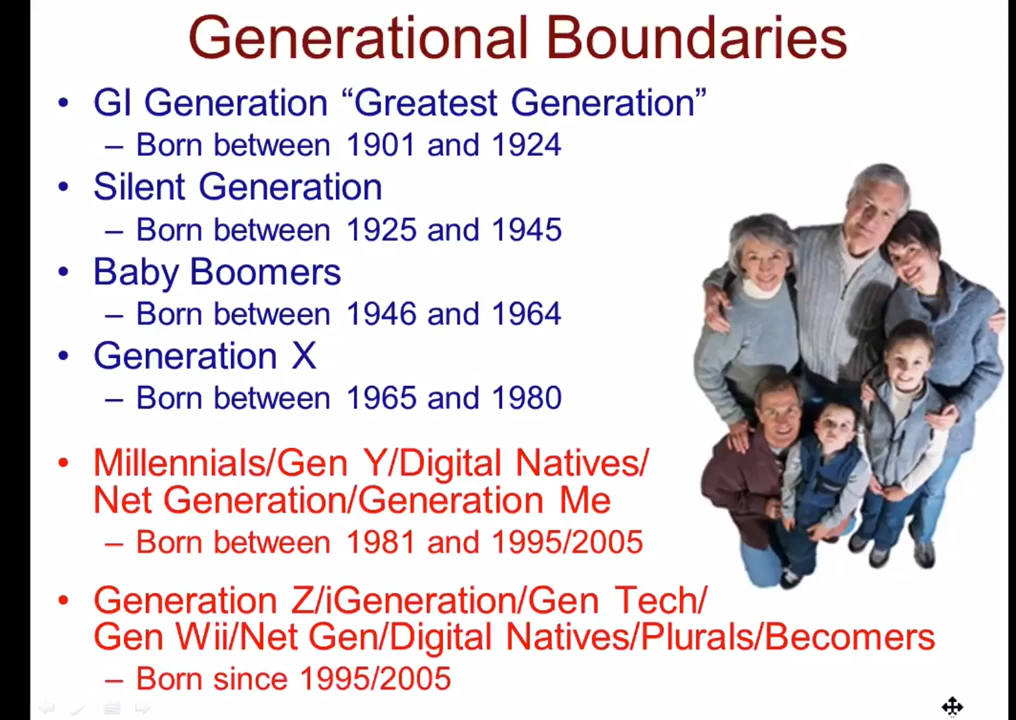 Generational Boundaries
• GI Generation “Greatest Generation”
– Born between 1901 and 1924
• Silent Generation
– Born between 1925 and 1945
• Baby Boomers
– Born between 1946 and 1964
• Generation X
– Born between 1965 and 1980
• Millennials/Gen Y/Digital Natives/
Net Generation/Generation Me
– Born between 1981 and 1995/2005
• Generation Z/iGeneration/Gen Tech/
Gen Wii/Net Gen/Digital Natives/Plurals/Becomers
– Born since 1995/2005